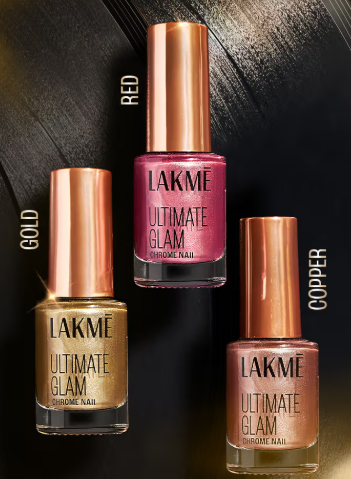 RED
LAKMĒ
ULTIMATE
GLAM
CHROME NAIL
GOLD
LAKMĒ
ULTIMATE
GLAM
CHROME NAIL
COPPER
LAKMĒ
ULTIMATE
GLAM
CHROME NAIL